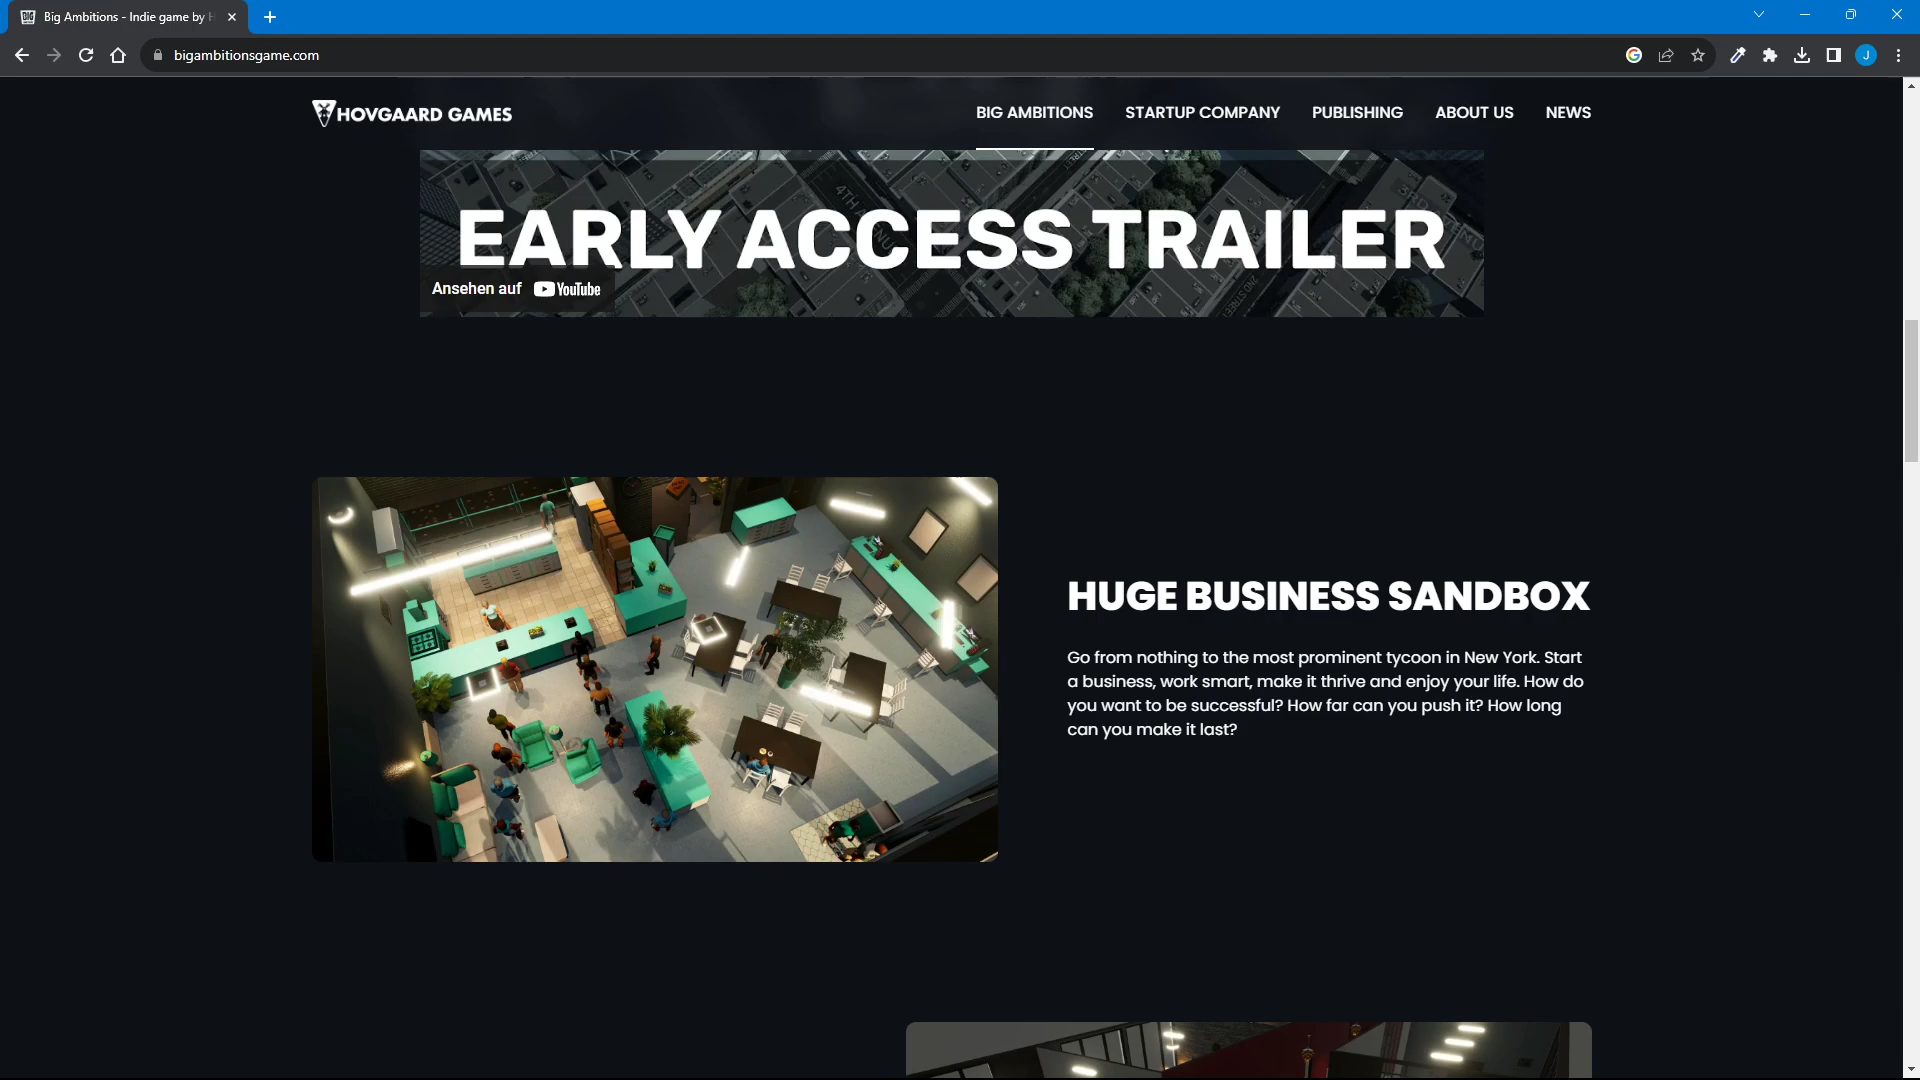 Big Ambitions - Indie game by H
bigambitionsgame.com
J
HOVGAARD GAMES
BIG AMBITIONS
STARTUP COMPANY
PUBLISHING
ABOUT US
NEWS
4TH AVENUE
EARLY ACCESS TRAILER
Ansehen auf YouTube
HUGE BUSINESS SANDBOX
Go from nothing to the most prominent tycoon in New York. Start
a business, work smart, make it thrive and enjoy your life. How do
you want to be successful? How far can you push it? How long
can you make it last?